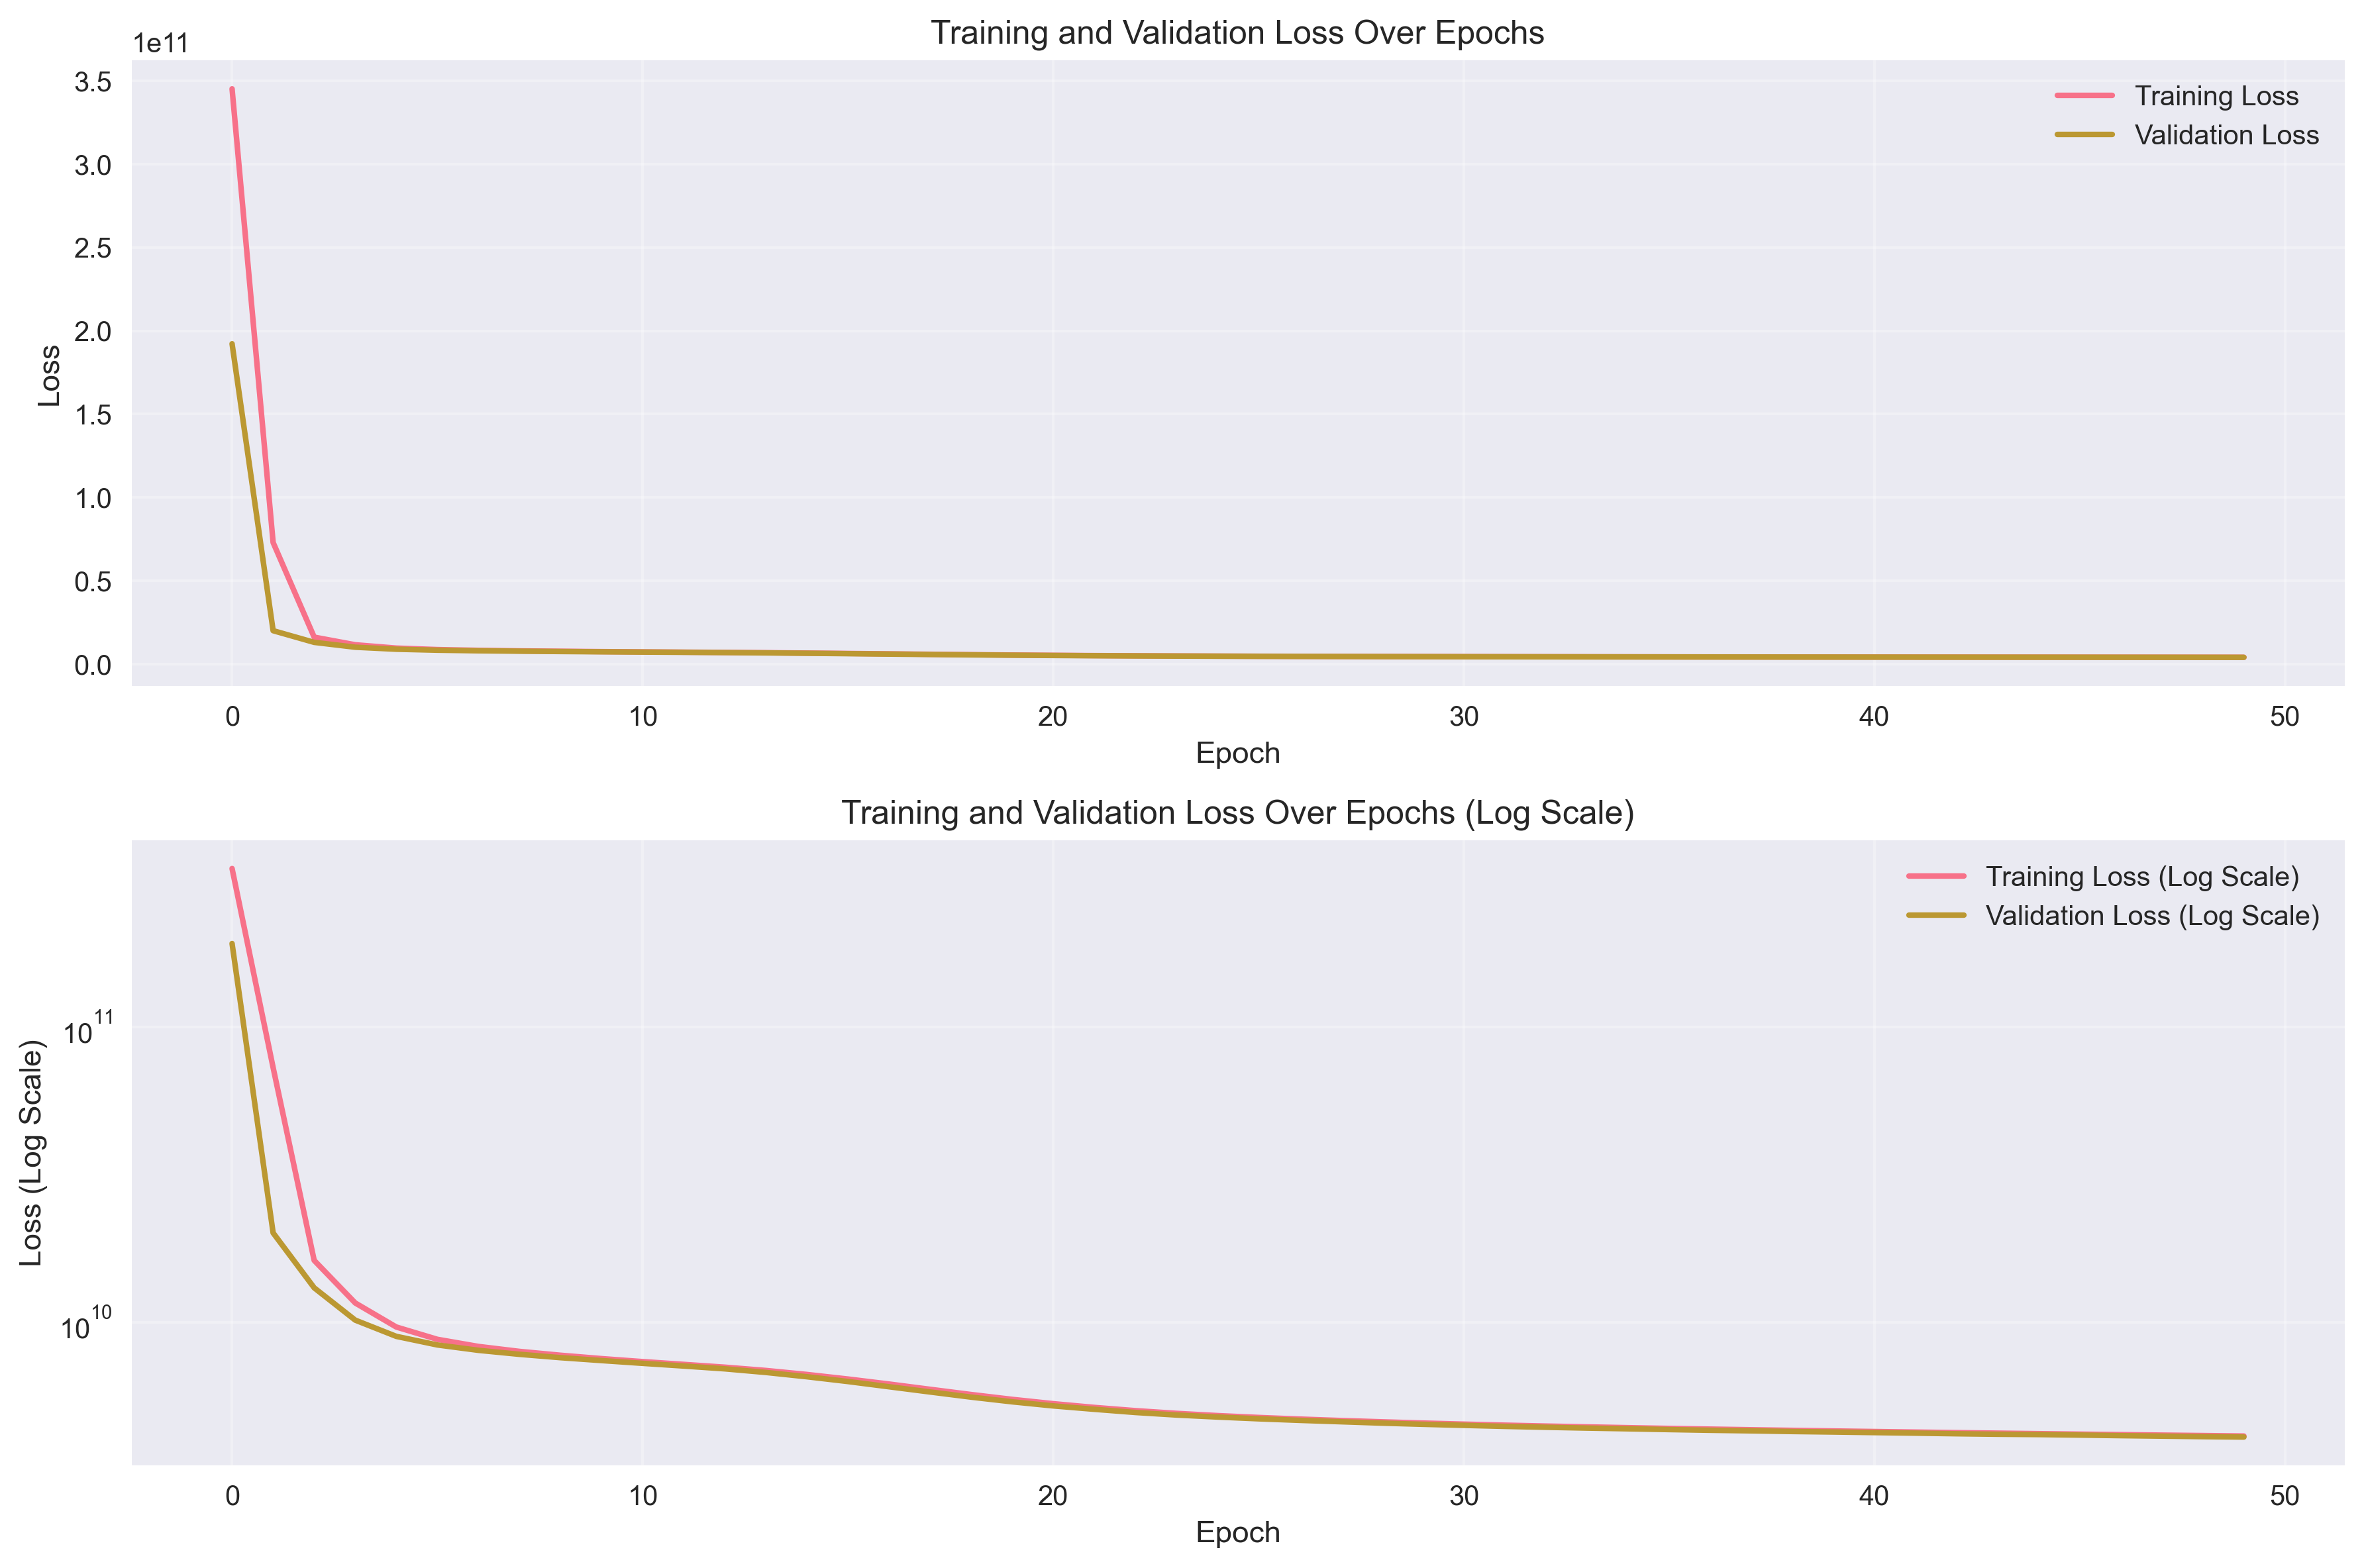 Training and Validation Loss Over Epochs
1e11
3.5
3.0
2.5
2.0
1.5
1.0
0.5
0.0
Loss
Training Loss
Validation Loss
0 10 20 30 40 50
Epoch
Training and Validation Loss Over Epochs (Log Scale)
10^11
10^10
Loss (Log Scale)
Training Loss (Log Scale)
Validation Loss (Log Scale)
0 10 20 30 40 50
Epoch